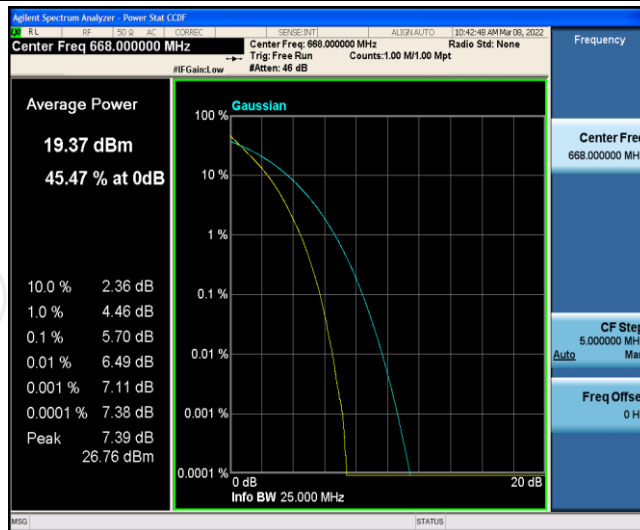 Agilent Spectrum Analyzer - Power Stat CCDF
RL RF 50 Ω AC CORREC SENSE:INT ALIGNAUTO 10:42:48 AM Mar 08, 2022
Center Freq 668.000000 MHz
Center Freq: 668.000000 MHz Radio Std: None
Trig: Free Run Counts:1.00 M/1.00 Mpt
#IFGain:Low #Atten: 46 dB
Frequency
Average Power
19.37 dBm
45.47 % at 0dB
10.0 % 2.36 dB
1.0 % 4.46 dB
0.1 % 5.70 dB
0.01 % 6.49 dB
0.001 % 7.11 dB
0.0001 % 7.38 dB
Peak 7.39 dB
26.76 dBm
Gaussian
100 %
10 %
1 %
0.1 %
0.01 %
0.001 %
0.0001 %
0 dB 20 dB
Info BW 25.000 MHz
Center Freq
668.000000 MH
CF Step
5.000000 MH
Auto Ma
Freq Offse
0 H
MSG STATUS